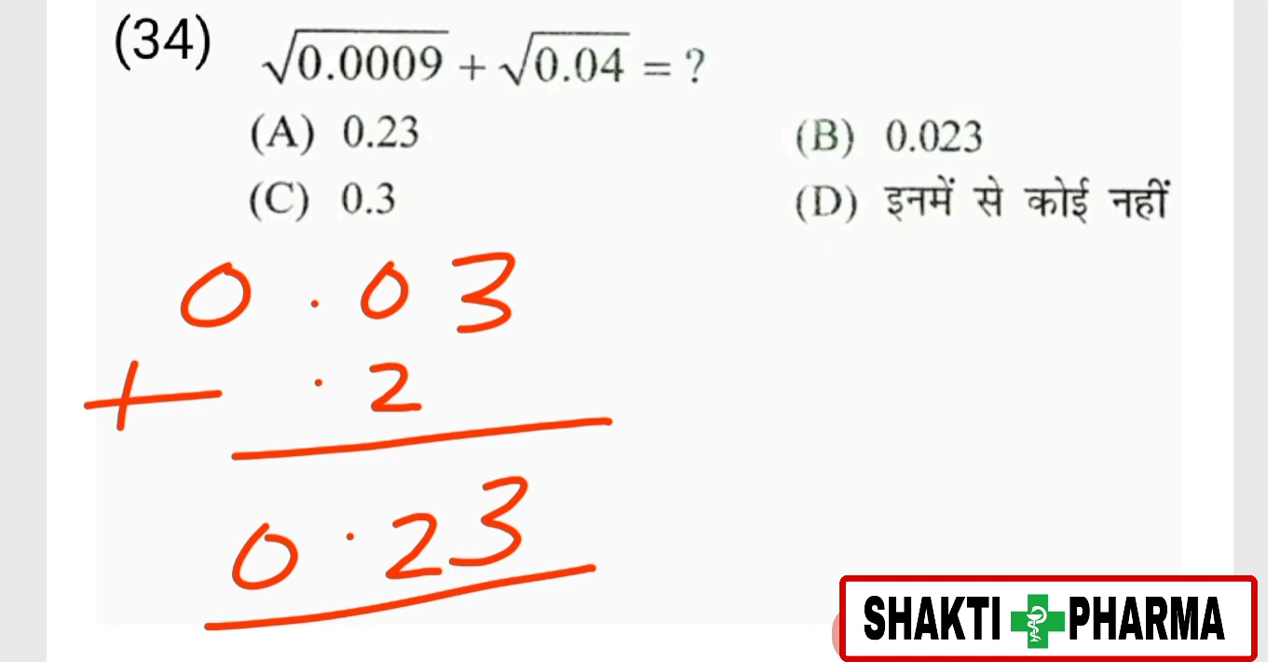 (34) √0.0009 + √0.04 = ?
(A) 0.23 (B) 0.023
(C) 0.3 (D) इनमें से कोई नहीं
0.03
+ .2
0.23
SHAKTI PHARMA